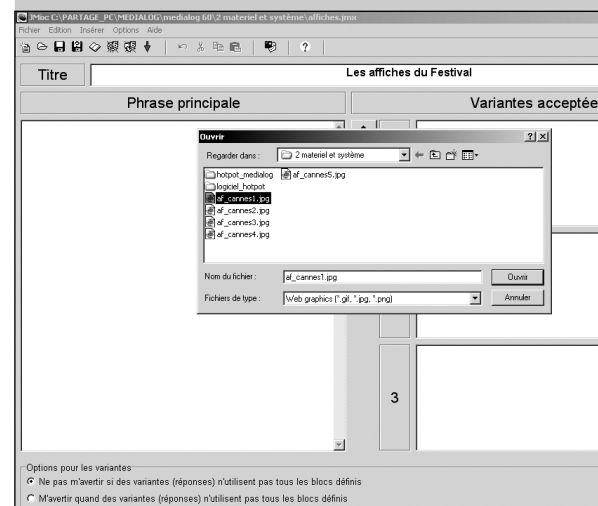 JMbc C:\PARTAGE_PC\MEDIALOG\medialog 60\2 materiel et système\affiches.jmx
Fichier Edition Insérer Options Aide
Titre
Les affiches du Festival
Phrase principale
Variantes acceptée
Ouvrir
Regarder dans :
2 materiel et système
hotpot_medialog
af_cannes5.jpg
logiciel_hotpot
af_cannes1.jpg
af_cannes2.jpg
af_cannes3.jpg
af_cannes4.jpg
Nom du fichier :
af_cannes1.jpg
Ouvrir
Fichiers de type :
Web graphics (*.gif, *.jpg, *.png)
Annuler
3
Options pour les variantes
Ne pas m'avertir si des variantes (réponses) n'utilisent pas tous les blocs définis
M'avertir quand des variantes (réponses) n'utilisent pas tous les blocs définis